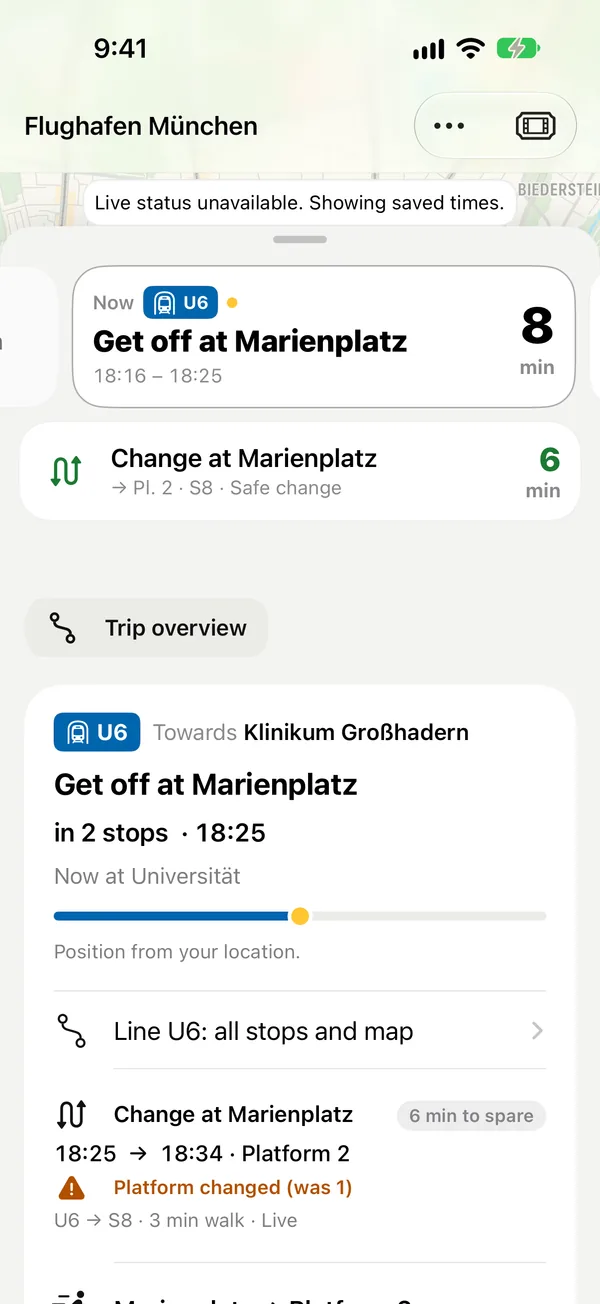 9:41
Flughafen München
Live status unavailable. Showing saved times.
Now U6
Get off at Marienplatz
18:16 – 18:25
8
min
Change at Marienplatz
→ Pl. 2 · S8 · Safe change
6
min
Trip overview
U6 Towards Klinikum Großhadern
Get off at Marienplatz
in 2 stops · 18:25
Now at Universität
Position from your location.
Line U6: all stops and map
Change at Marienplatz
6 min to spare
18:25 → 18:34 · Platform 2
Platform changed (was 1)
U6 → S8 · 3 min walk · Live